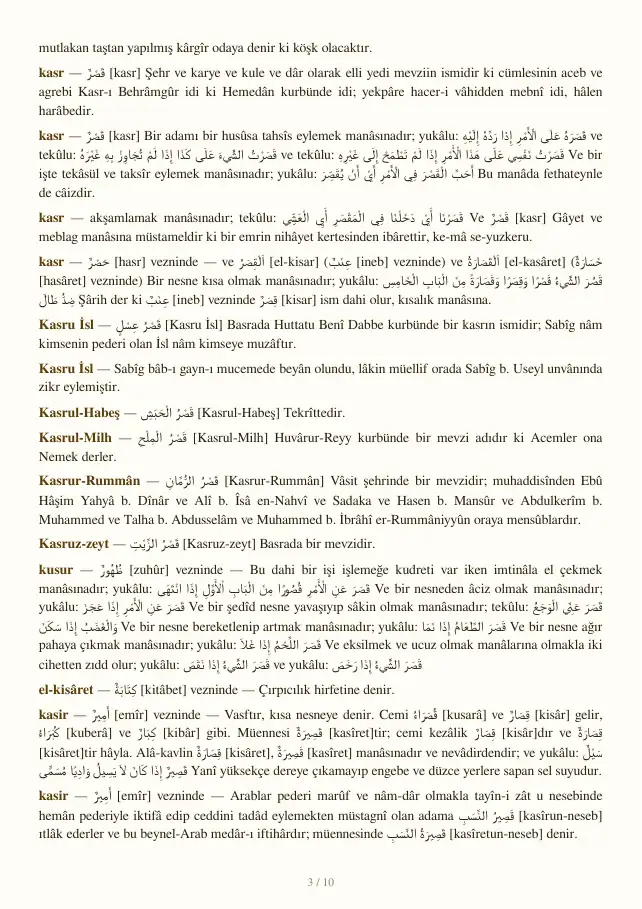 mutlakan taştan yapılmış kârgîr odaya denir ki köşk olacaktır.
kasr — قَصْرٌ [kasr] Şehr ve karye ve kule ve dâr olarak elli yedi mevziin ismidir ki cümlesinin aceb ve
agrebi Kasr-ı Behrâmgûr idi ki Hemedân kurbünde idi; yekpâre hacer-i vâhidden mebnî idi, hâlen
harâbedir.
kasr — قَصْرٌ [kasr] Bir adamı bir husûsa tahsîs eylemek manâsınadır; yukâlu: قَصَرَهُ عَلَى الْأَمْرِ إِذَا رَدَّهُ إِلَيْهِ ve
tekûlu: قَصَرْتُ نَفْسِي عَلَى هَذَا الْأَمْرِ إِذَا لَمْ تَطْمَحْ إِلَى غَيْرِهِ ve tekûlu: قَصَرْتُ الشَّيْءَ عَلَى كَذَا إِذَا لَمْ تُجَاوِزْ بِهِ غَيْرَهُ Ve bir
işte tekâsül ve taksîr eylemek manâsınadır; yukâlu: أَحَبَّ الْقَصْرَ فِي الْأَمْرِ أَيْ أَنْ يُقَصِّرَ Bu manâda fethateynle
de câizdir.
kasr — akşamlamak manâsınadır; tekûlu: قَصَرْنَا أَيْ دَخَلْنَا فِي الْمَقْصَرِ أَيِ الْعَشِيِّ Ve قَصْرٌ [kasr] Gâyet ve
meblag manâsına müstameldir ki bir emrin nihâyet kertesinden ibârettir, ke-mâ se-yuzkeru.
kasr — حَصْرٌ [hasr] vezninde — ve اَلْقِصَرُ [el-kisar] (عِنَبٌ [ineb] vezninde) ve اَلْقَصَارَةُ [el-kasâret] (خَسَارَةٌ
[hasâret] vezninde) Bir nesne kısa olmak manâsınadır; yukâlu: قَصُرَ الشَّيْءُ قَصْرًا وَقِصَرًا وَقَصَارَةً مِنَ الْبَابِ الْخَامِسِ
ضِدُّ طَالَ Şârih der ki عِنَبٌ [ineb] vezninde قِصَرٌ [kisar] ism dahi olur, kısalık manâsına.
Kasru İsl — قَصْرُ عِسْلٍ [Kasru İsl] Basrada Huttatu Benî Dabbe kurbünde bir kasrın ismidir; Sabîg nâm
kimsenin pederi olan İsl nâm kimseye muzâftır.
Kasru İsl — Sabîg bâb-ı gayn-ı mucemede beyân olundu, lâkin müellif orada Sabîg b. Useyl unvânında
zikr eylemiştir.
Kasrul-Habeş — قَصْرُ الْحَبَشِ [Kasrul-Habeş] Tekrîttedir.
Kasrul-Milh — قَصْرُ الْمِلْحِ [Kasrul-Milh] Huvârur-Reyy kurbünde bir mevzi adıdır ki Acemler ona
Nemek derler.
Kasrur-Rummân — قَصْرُ الرُّمَّانِ [Kasrur-Rummân] Vâsit şehrinde bir mevzidir; muhaddisînden Ebû
Hâşim Yahyâ b. Dînâr ve Alî b. Îsâ en-Nahvî ve Sadaka ve Hasen b. Mansûr ve Abdulkerîm b.
Muhammed ve Talha b. Abdusselâm ve Muhammed b. İbrâhî er-Rummâniyyûn oraya mensûblardır.
Kasruz-zeyt — قَصْرُ الزَّيْتِ [Kasruz-zeyt] Basrada bir mevzidir.
kusur — ظُهُورٌ [zuhûr] vezninde — Bu dahi bir işi işlemeğe kudreti var iken imtinâla el çekmek
manâsınadır; yukâlu: قَصَرَ عَنِ الْأَمْرِ قُصُورًا مِنَ الْبَابِ الْأَوَّلِ إِذَا انْتَهَى Ve bir nesneden âciz olmak manâsınadır;
yukâlu: قَصَرَ عَنِ الْأَمْرِ إِذَا عَجَزَ Ve bir şedîd nesne yavaşıyıp sâkin olmak manâsınadır; tekûlu: قَصَرَ عَنِّي الْوَجَعُ
وَالْغَضَبُ إِذَا سَكَنَ Ve bir nesne bereketlenip artmak manâsınadır; yukâlu: قَصَرَ الطَّعَامُ إِذَا نَمَا Ve bir nesne ağır
pahaya çıkmak manâsınadır; yukâlu: قَصَرَ اللَّحْمُ إِذَا غَلاَ Ve eksilmek ve ucuz olmak manâlarına olmakla iki
cihetten zıdd olur; yukâlu: قَصَرَ الشَّيْءُ إِذَا نَقَصَ ve yukâlu: قَصَرَ الشَّيْءُ إِذَا رَخَصَ
el-kisâret — كِتَابَةٌ [kitâbet] vezninde — Çırpıcılık hirfetine denir.
kasir — أَمِيرٌ [emîr] vezninde — Vasftır, kısa nesneye denir. Cemi قُصَرَاءُ [kusarâ] ve قِصَارٌ [kisâr] gelir,
كُبَرَاءُ [kuberâ] ve كِبَارٌ [kibâr] gibi. Müennesi قَصِيرَةٌ [kasîret]tir; cemi kezâlik قِصَارٌ [kisâr]dır ve قِصَارَةٌ
[kisâret]tir hâyla. Alâ-kavlin قِصَارَةٌ [kisâret], قَصِيرَةٌ [kasîret] manâsınadır ve nevâdirdendir; ve yukâlu: سَيْلٌ
قَصِيرٌ إِذَا كَانَ لاَ يَسِيلُ وَادِيًا مُسَمًّى Yanî yüksekçe dereye çıkamayıp engebe ve düzce yerlere sapan sel suyudur.
kasir — أَمِيرٌ [emîr] vezninde — Arablar pederi marûf ve nâm-dâr olmakla tayîn-i zât u nesebinde
hemân pederiyle iktifâ edip ceddini tadâd eylemekten müstagnî olan adama قَصِيرُ النَّسَبِ [kasîrun-neseb]
ıtlâk ederler ve bu beynel-Arab medâr-ı iftihârdır; müennesinde قَصِيرَةُ النَّسَبِ [kasîretun-neseb] denir.
3 / 10